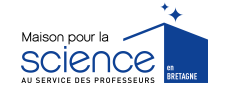 Maison pour la
science
AU SERVICE DES PROFESSEURS
en
BRETAGNE